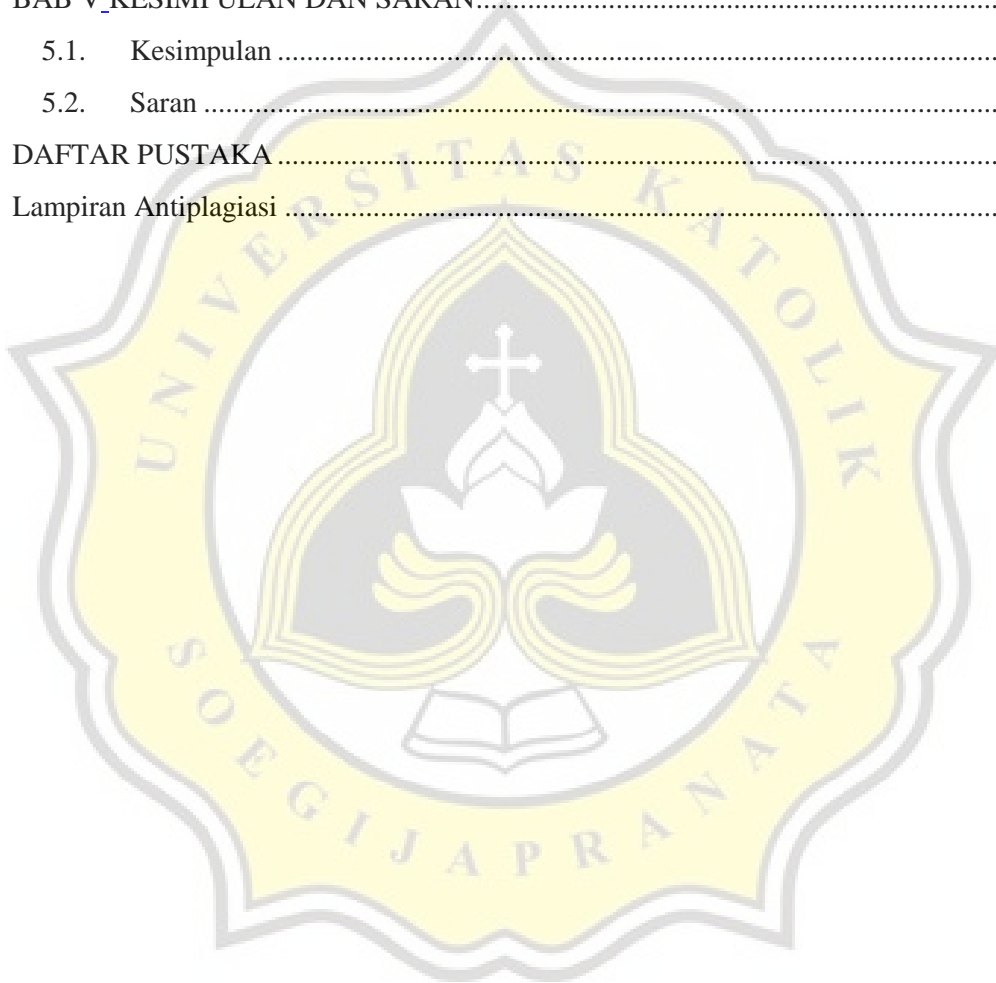 BAB V KESIMPULAN DAN SARAN..............................................................................
5.1. Kesimpulan ..............................................................................................
5.2. Saran ........................................................................................................
DAFTAR PUSTAKA ................................................................................................
Lampiran Antiplagiasi ..............................................................................................
UNIVERSITAS KATOLIK
SOEGIJAPRANATA